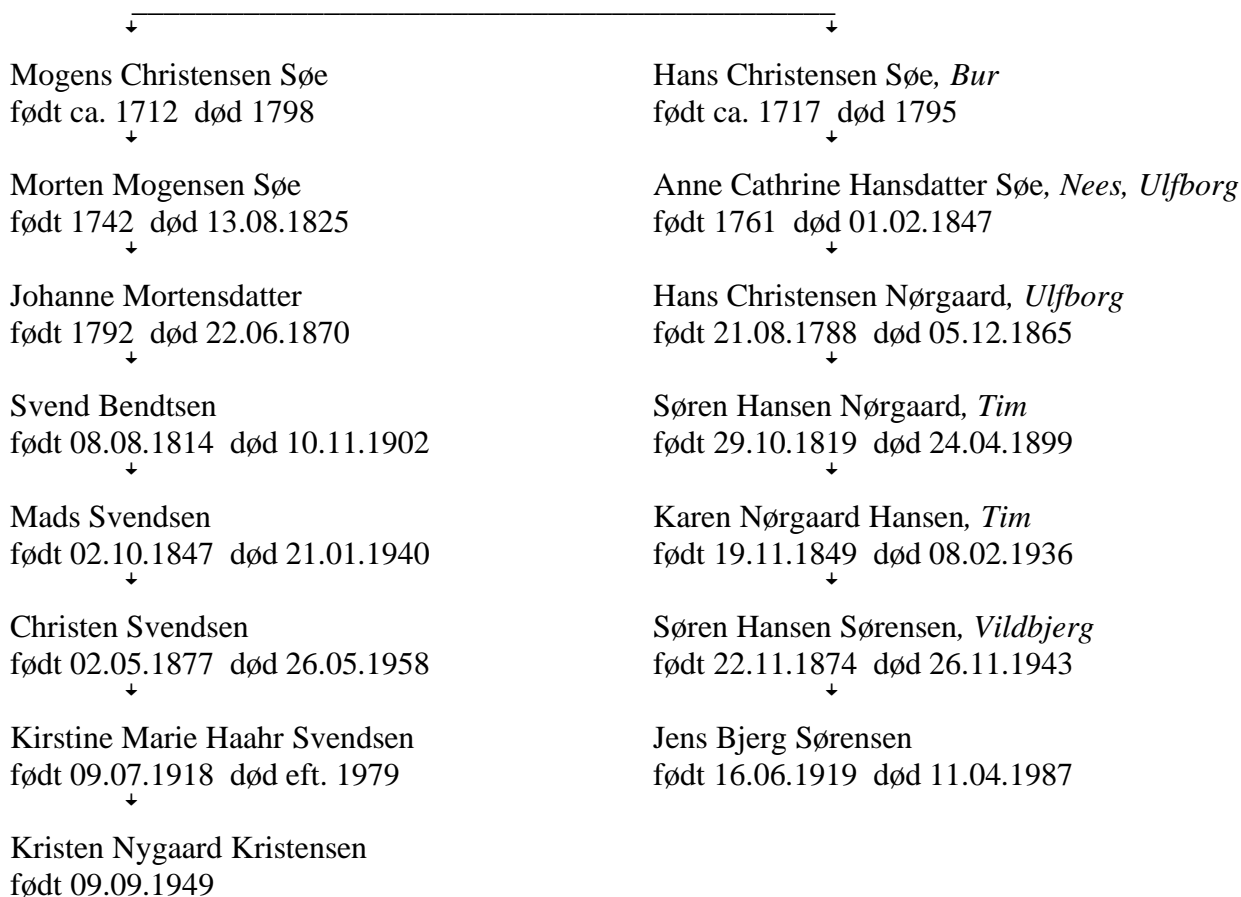 Mogens Christensen Søe
født ca. 1712 død 1798
Hans Christensen Søe, Bur
født ca. 1717 død 1795
Morten Mogensen Søe
født 1742 død 13.08.1825
Anne Cathrine Hansdatter Søe, Nees, Ulfborg
født 1761 død 01.02.1847
Johanne Mortensdatter
født 1792 død 22.06.1870
Hans Christensen Nørgaard, Ulfborg
født 21.08.1788 død 05.12.1865
Svend Bendtsen
født 08.08.1814 død 10.11.1902
Søren Hansen Nørgaard, Tim
født 29.10.1819 død 24.04.1899
Mads Svendsen
født 02.10.1847 død 21.01.1940
Karen Nørgaard Hansen, Tim
født 19.11.1849 død 08.02.1936
Christen Svendsen
født 02.05.1877 død 26.05.1958
Søren Hansen Sørensen, Vildbjerg
født 22.11.1874 død 26.11.1943
Kirstine Marie Haahr Svendsen
født 09.07.1918 død eft. 1979
Jens Bjerg Sørensen
født 16.06.1919 død 11.04.1987
Kristen Nygaard Kristensen
født 09.09.1949